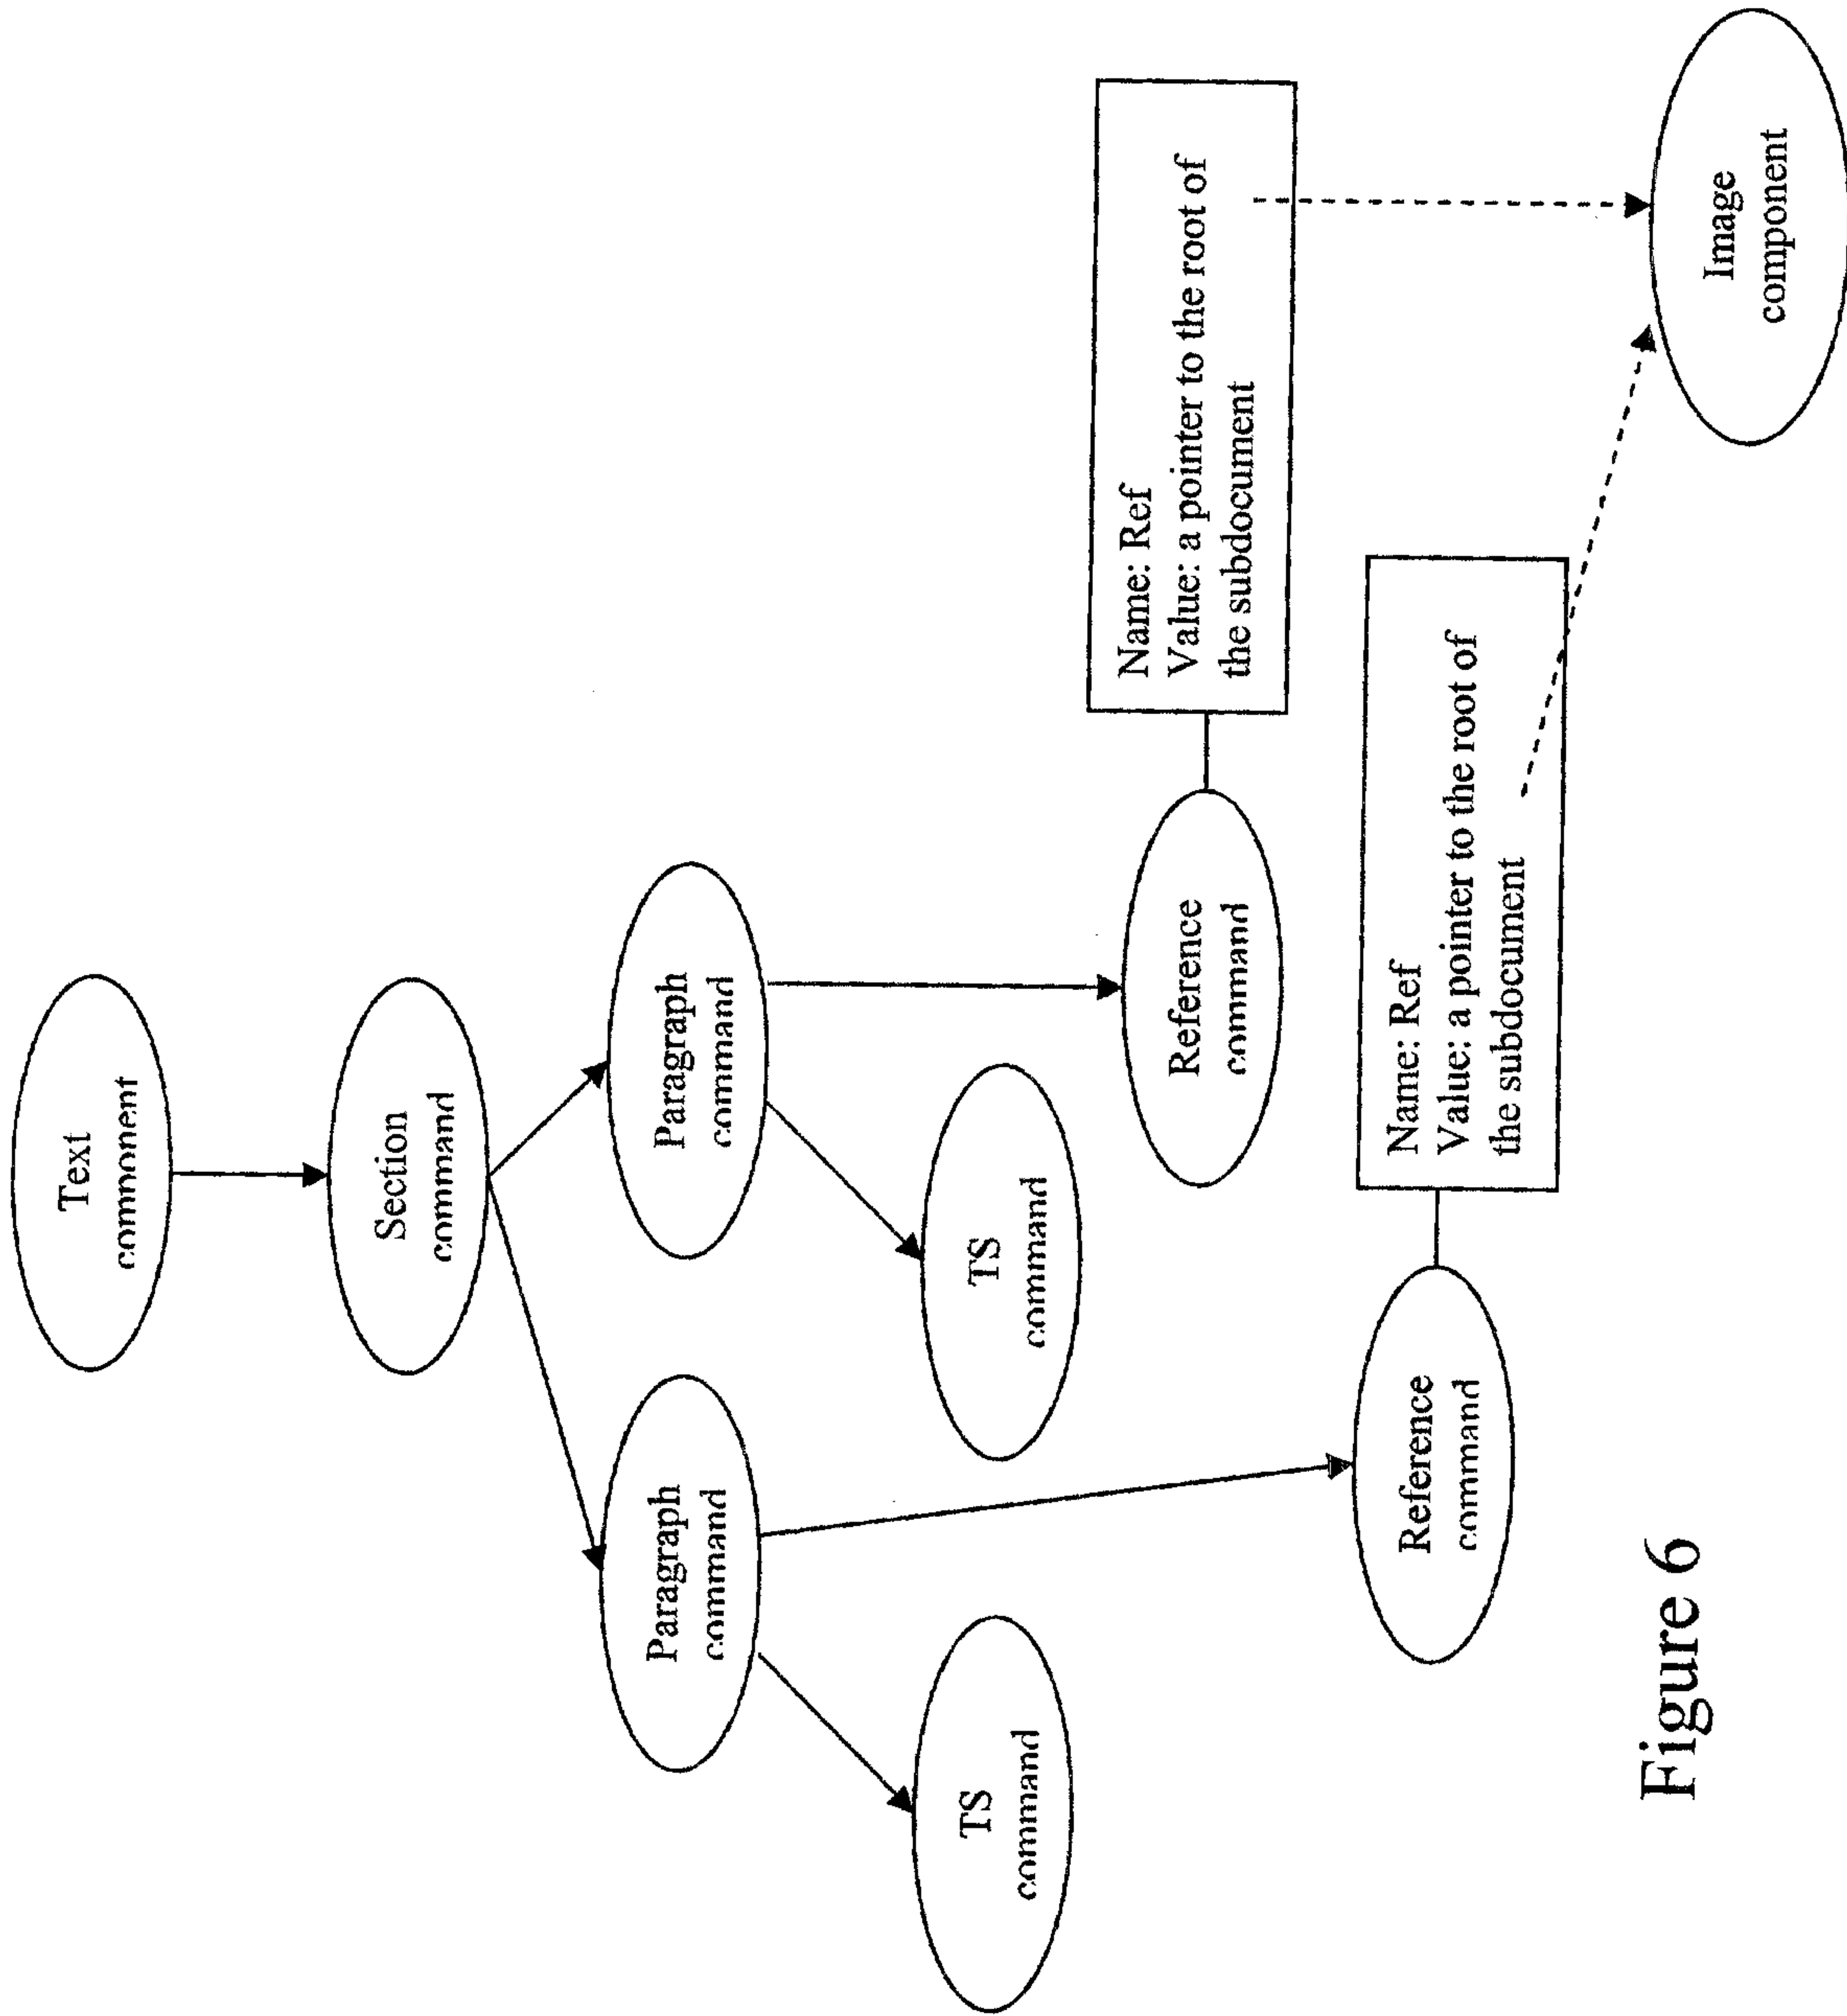 Text
component
Section
command
Paragraph
command
Paragraph
command
TS
command
TS
command
Reference
command
Name: Ref
Value: a pointer to the root of
the subdocument
Reference
command
Name: Ref
Value: a pointer to the root of
the subdocument
Image
component
Figure 6